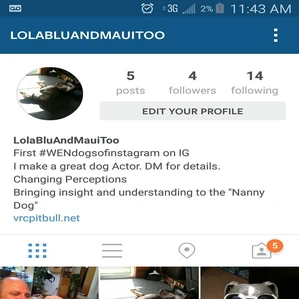 3G 2% 11:43 AM
LOLABLUANDMAUITOO
5 4 14
posts followers following
EDIT YOUR PROFILE
LolaBluAndMauiToo
First #WENdogsofinstagram on IG
I make a great dog Actor. DM for details.
Changing Perceptions
Bringing insight and understanding to the "Nanny
Dog"
vrcpitbull.net
5